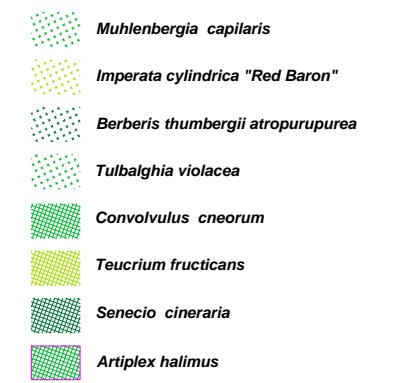 Muhlenbergia capilaris
Imperata cylindrica "Red Baron"
Berberis thumbergii atropurupurea
Tulbalghia violacea
Convolvulus cneorum
Teucrium fructicans
Senecio cineraria
Artiplex halimus